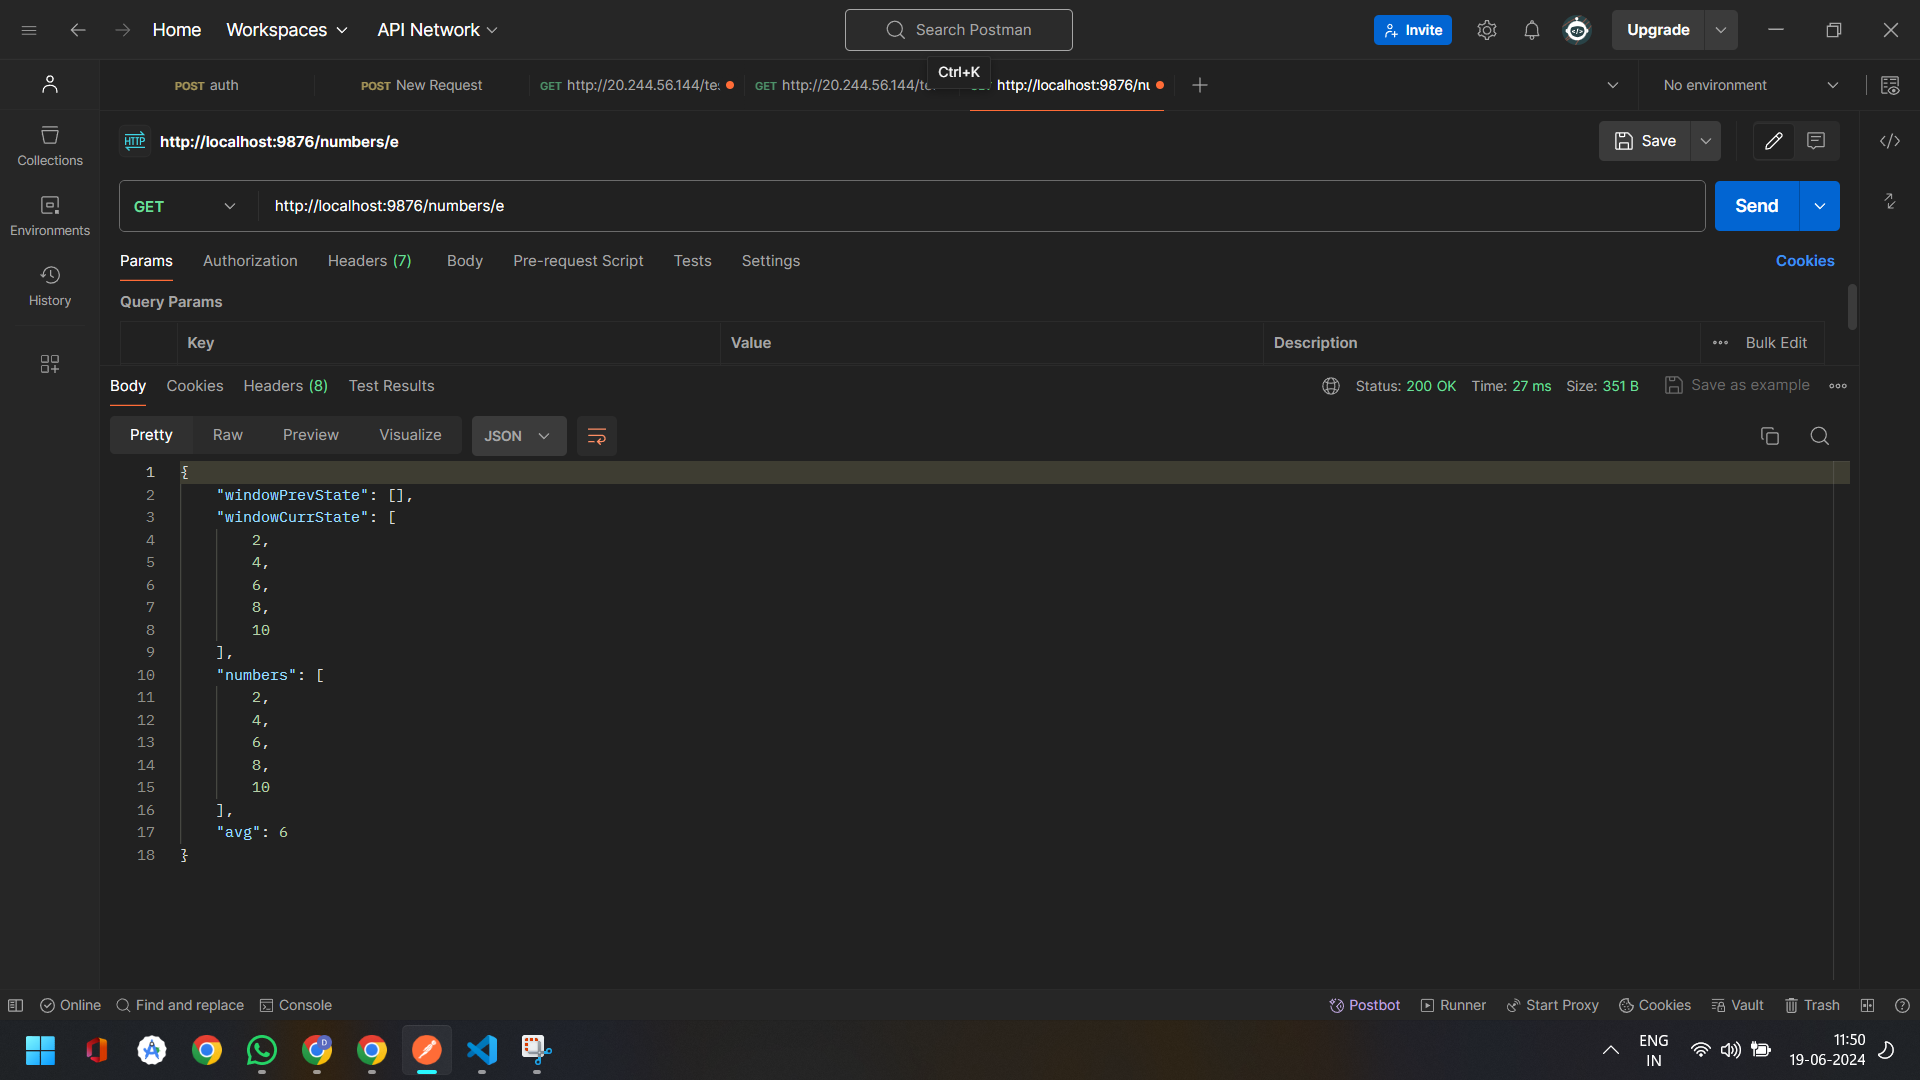 Home Workspaces API Network Search Postman Invite Upgrade
Ctrl+K
POST auth POST New Request GET http://20.244.56.144/te: GET http://20.244.56.144/te http://localhost:9876/nu No environment
HTTP http://localhost:9876/numbers/e Save
Collections
GET http://localhost:9876/numbers/e Send
Environments
Params Authorization Headers (7) Body Pre-request Script Tests Settings Cookies
History
Query Params
Key Value Description Bulk Edit
Body Cookies Headers (8) Test Results Status: 200 OK Time: 27 ms Size: 351 B Save as example
Pretty Raw Preview Visualize JSON
1 {
2 "windowPrevState": [],
3 "windowCurrState": [
4 2,
5 4,
6 6,
7 8,
8 10
9 ],
10 "numbers": [
11 2,
12 4,
13 6,
14 8,
15 10
16 ],
17 "avg": 6
18 }
Online Find and replace Console Postbot Runner Start Proxy Cookies Vault Trash
D
ENG
IN
11:50
19-06-2024